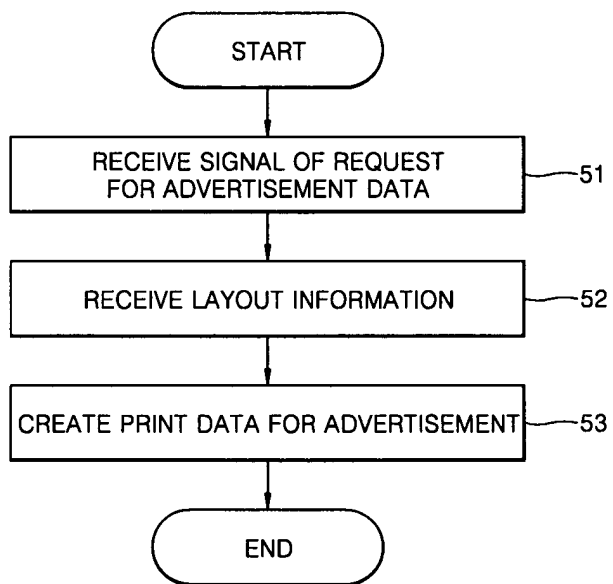 START
RECEIVE SIGNAL OF REQUEST
FOR ADVERTISEMENT DATA
51
RECEIVE LAYOUT INFORMATION
52
CREATE PRINT DATA FOR ADVERTISEMENT
53
END